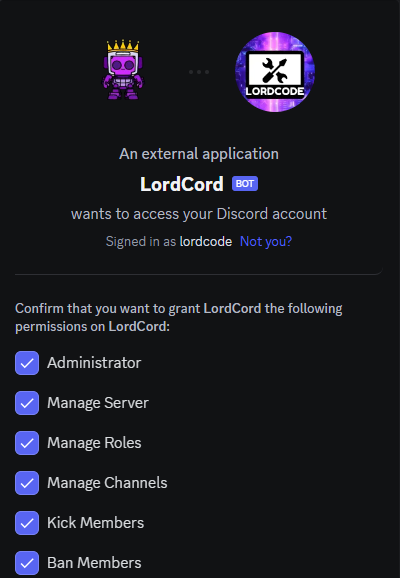 LORDCODE
An external application
LordCord BOT
wants to access your Discord account
Signed in as lordcode Not you?
Confirm that you want to grant LordCord the following
permissions on LordCord:
Administrator
Manage Server
Manage Roles
Manage Channels
Kick Members
Ban Members